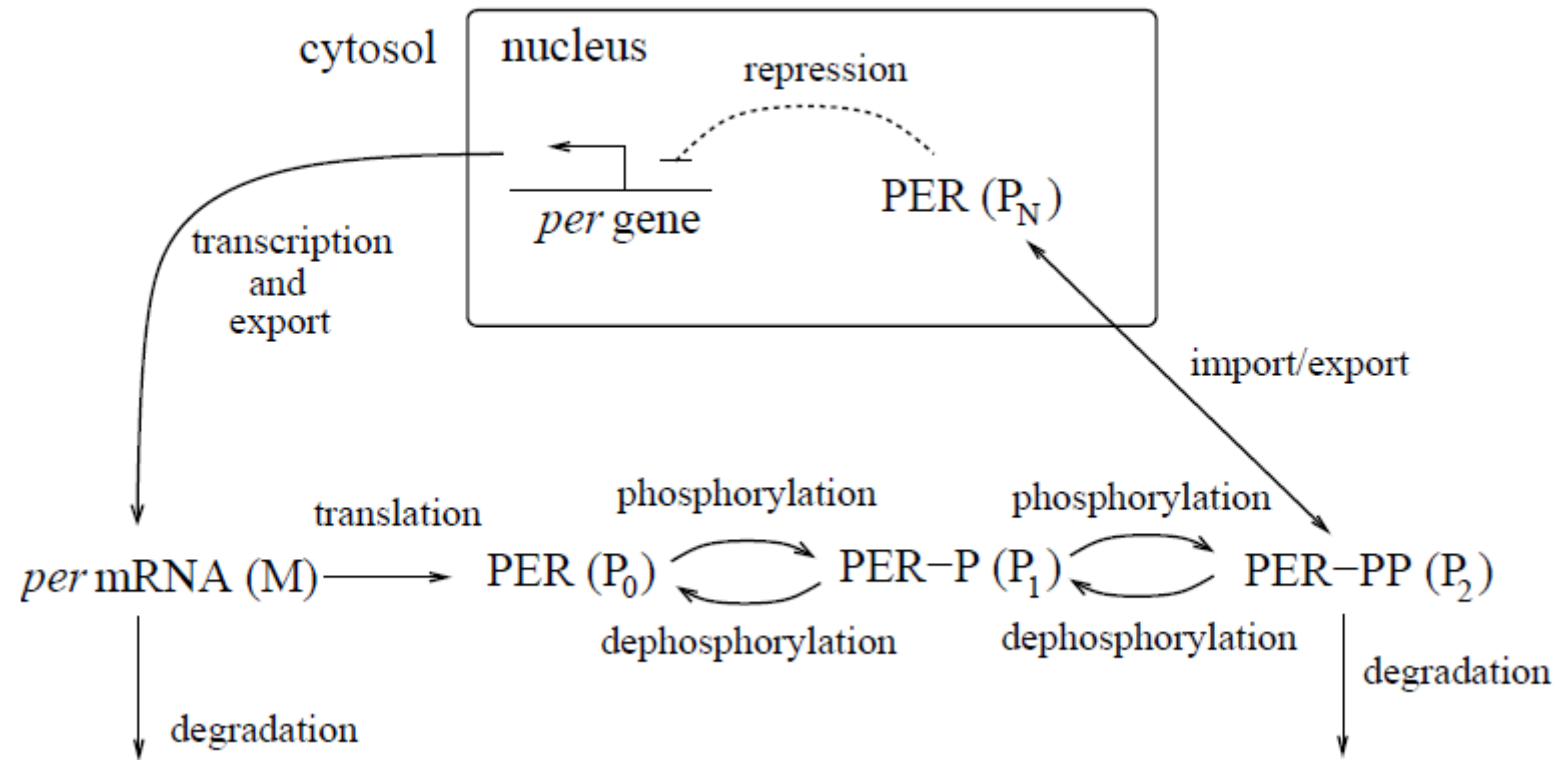 cytosol
nucleus
repression
per gene
PER (P_N)
transcription
and
export
import/export
translation
phosphorylation
phosphorylation
per mRNA (M)
PER (P_0)
PER−P (P_1)
PER−PP (P_2)
dephosphorylation
dephosphorylation
degradation
degradation